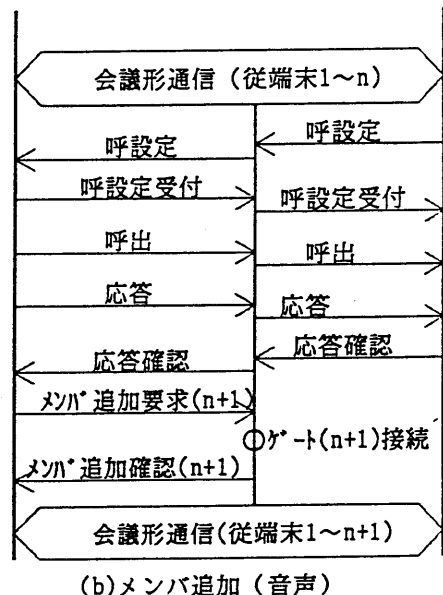 会議形通信(従端末1～n)
呼設定
呼設定
呼設定受付
呼設定受付
呼出
呼出
応答
応答
応答確認
応答確認
ﾒﾝﾊﾞ追加要求(n+1)
ｹﾞｰﾄ(n+1)接続
ﾒﾝﾊﾞ追加確認(n+1)
会議形通信(従端末1～n+1)
(b)メンバ追加(音声)